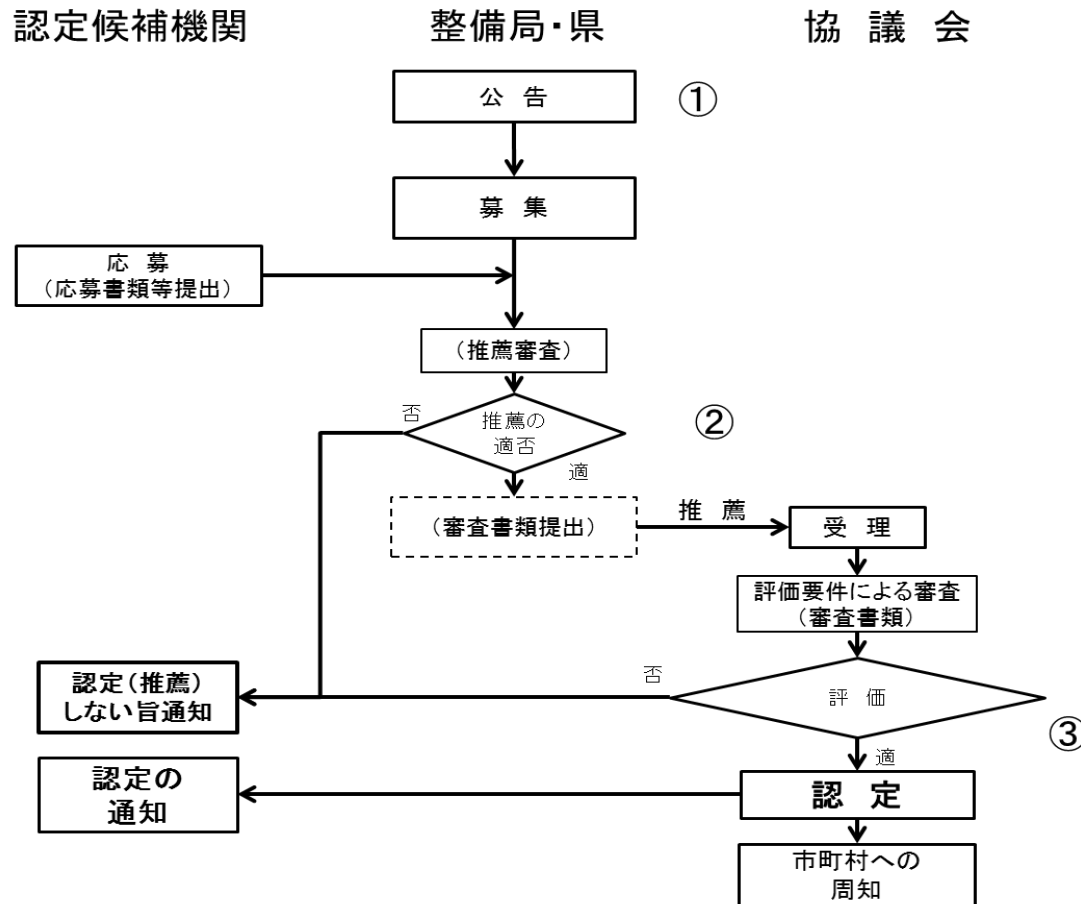 認定候補機関
整備局・県
協 議 会
公 告
①
募 集
応 募
（応募書類等提出）
（推薦審査）
否
推薦の
適否
②
適
（審査書類提出）
推 薦
受 理
評価要件による審査
（審査書類）
否
評 価
認定（推薦）
しない旨通知
③
適
認定の
通知
認 定
市町村への
周知